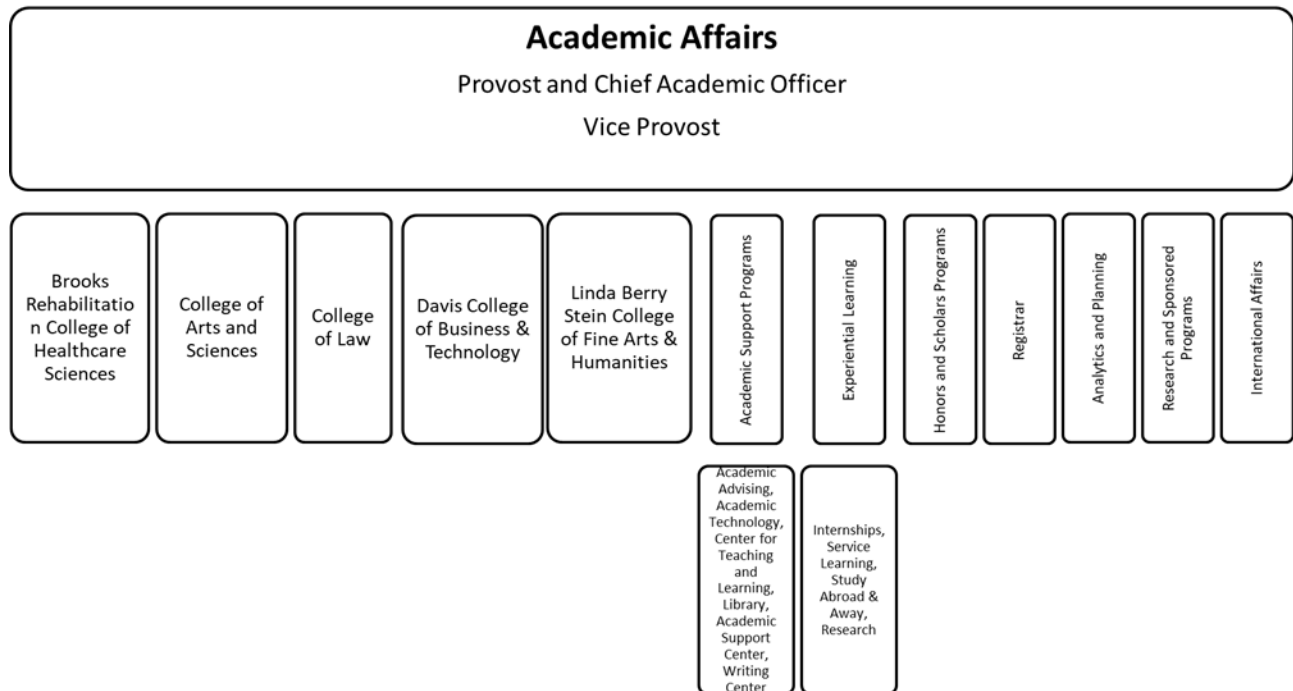 Academic Affairs
Provost and Chief Academic Officer
Vice Provost
Brooks
Rehabilitatio
n College of
Healthcare
Sciences
College of
Arts and
Sciences
College
of Law
Davis College
of Business &
Technology
Linda Berry
Stein College
of Fine Arts &
Humanities
Academic Support Programs
Experiential Learning
Honors and Scholars Programs
Registrar
Analytics and Planning
Research and Sponsored
Programs
International Affairs
Academic
Advising,
Academic
Technology,
Center for
Teaching
and
Learning,
Library,
Academic
Support
Center,
Writing
Center
Internships,
Service
Learning,
Study
Abroad &
Away,
Research